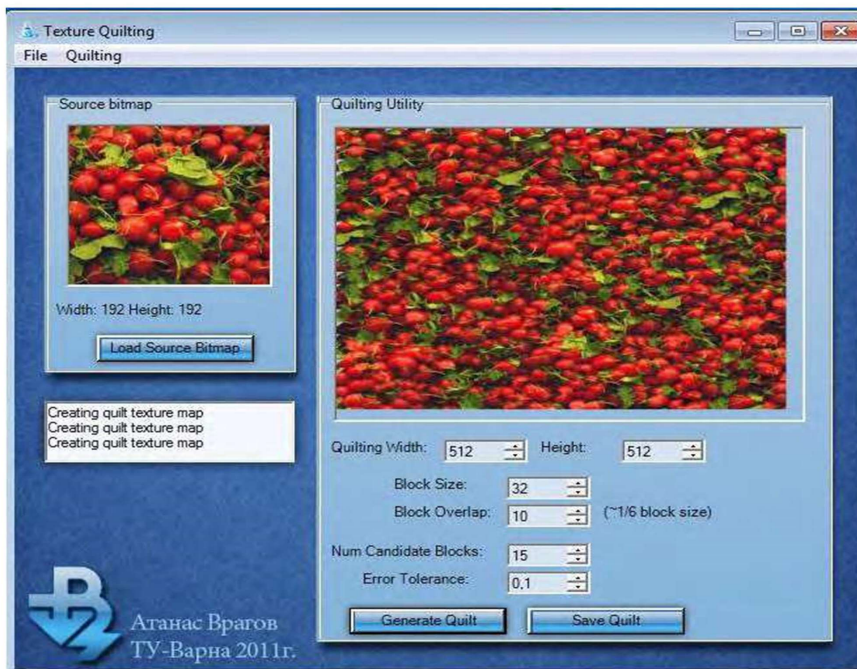 Texture Quilting
File Quilting
Source bitmap
Width: 192 Height: 192
Load Source Bitmap
Creating quilt texture map
Creating quilt texture map
Creating quilt texture map
Quilting Utility
Quilting Width: 512 Height: 512
Block Size: 32
Block Overlap: 10 (~1/6 block size)
Num Candidate Blocks: 15
Error Tolerance: 0,1
Generate Quilt Save Quilt
Атанас Врагов
ТУ-Варна 2011г.